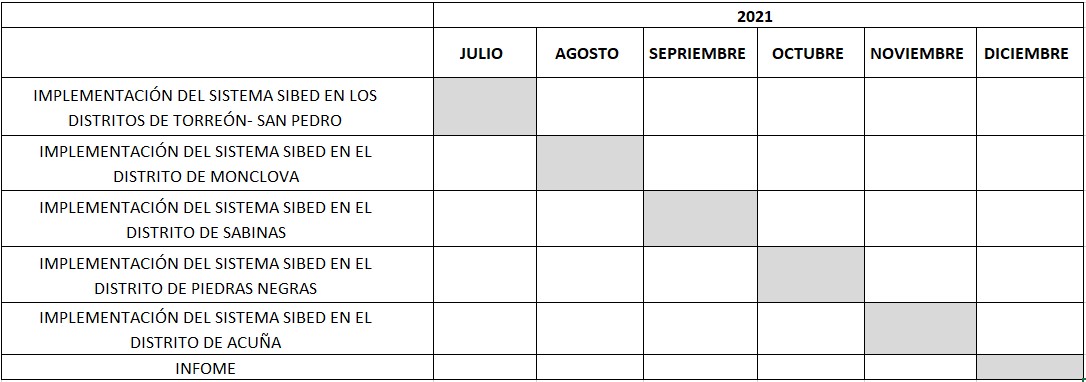 2021
JULIO AGOSTO SEPRIEMBRE OCTUBRE NOVIEMBRE DICIEMBRE
IMPLEMENTACIÓN DEL SISTEMA SIBED EN LOS
DISTRITOS DE TORREÓN- SAN PEDRO
IMPLEMENTACIÓN DEL SISTEMA SIBED EN EL
DISTRITO DE MONCLOVA
IMPLEMENTACIÓN DEL SISTEMA SIBED EN EL
DISTRITO DE SABINAS
IMPLEMENTACIÓN DEL SISTEMA SIBED EN EL
DISTRITO DE PIEDRAS NEGRAS
IMPLEMENTACIÓN DEL SISTEMA SIBED EN EL
DISTRITO DE ACUÑA
INFOME